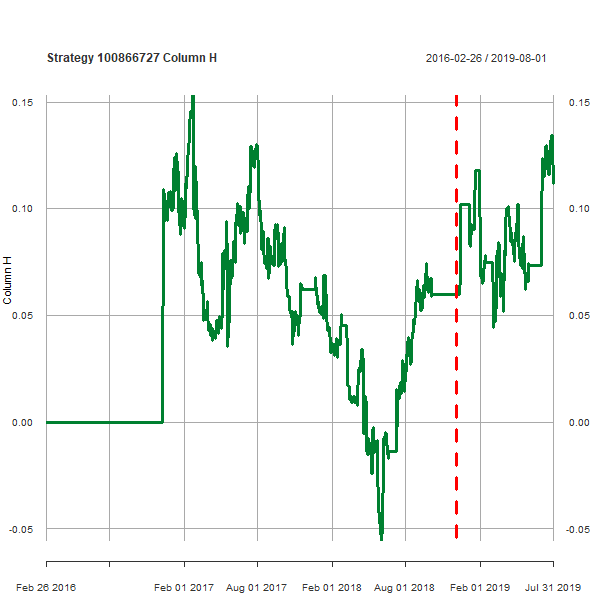 Strategy 100866727 Column H
2016-02-26 / 2019-08-01
0.15
0.15
0.10
0.10
Column H
0.05
0.05
0.00
0.00
-0.05
-0.05
Feb 26 2016
Feb 01 2017
Aug 01 2017
Feb 01 2018
Aug 01 2018
Feb 01 2019
Jul 31 2019